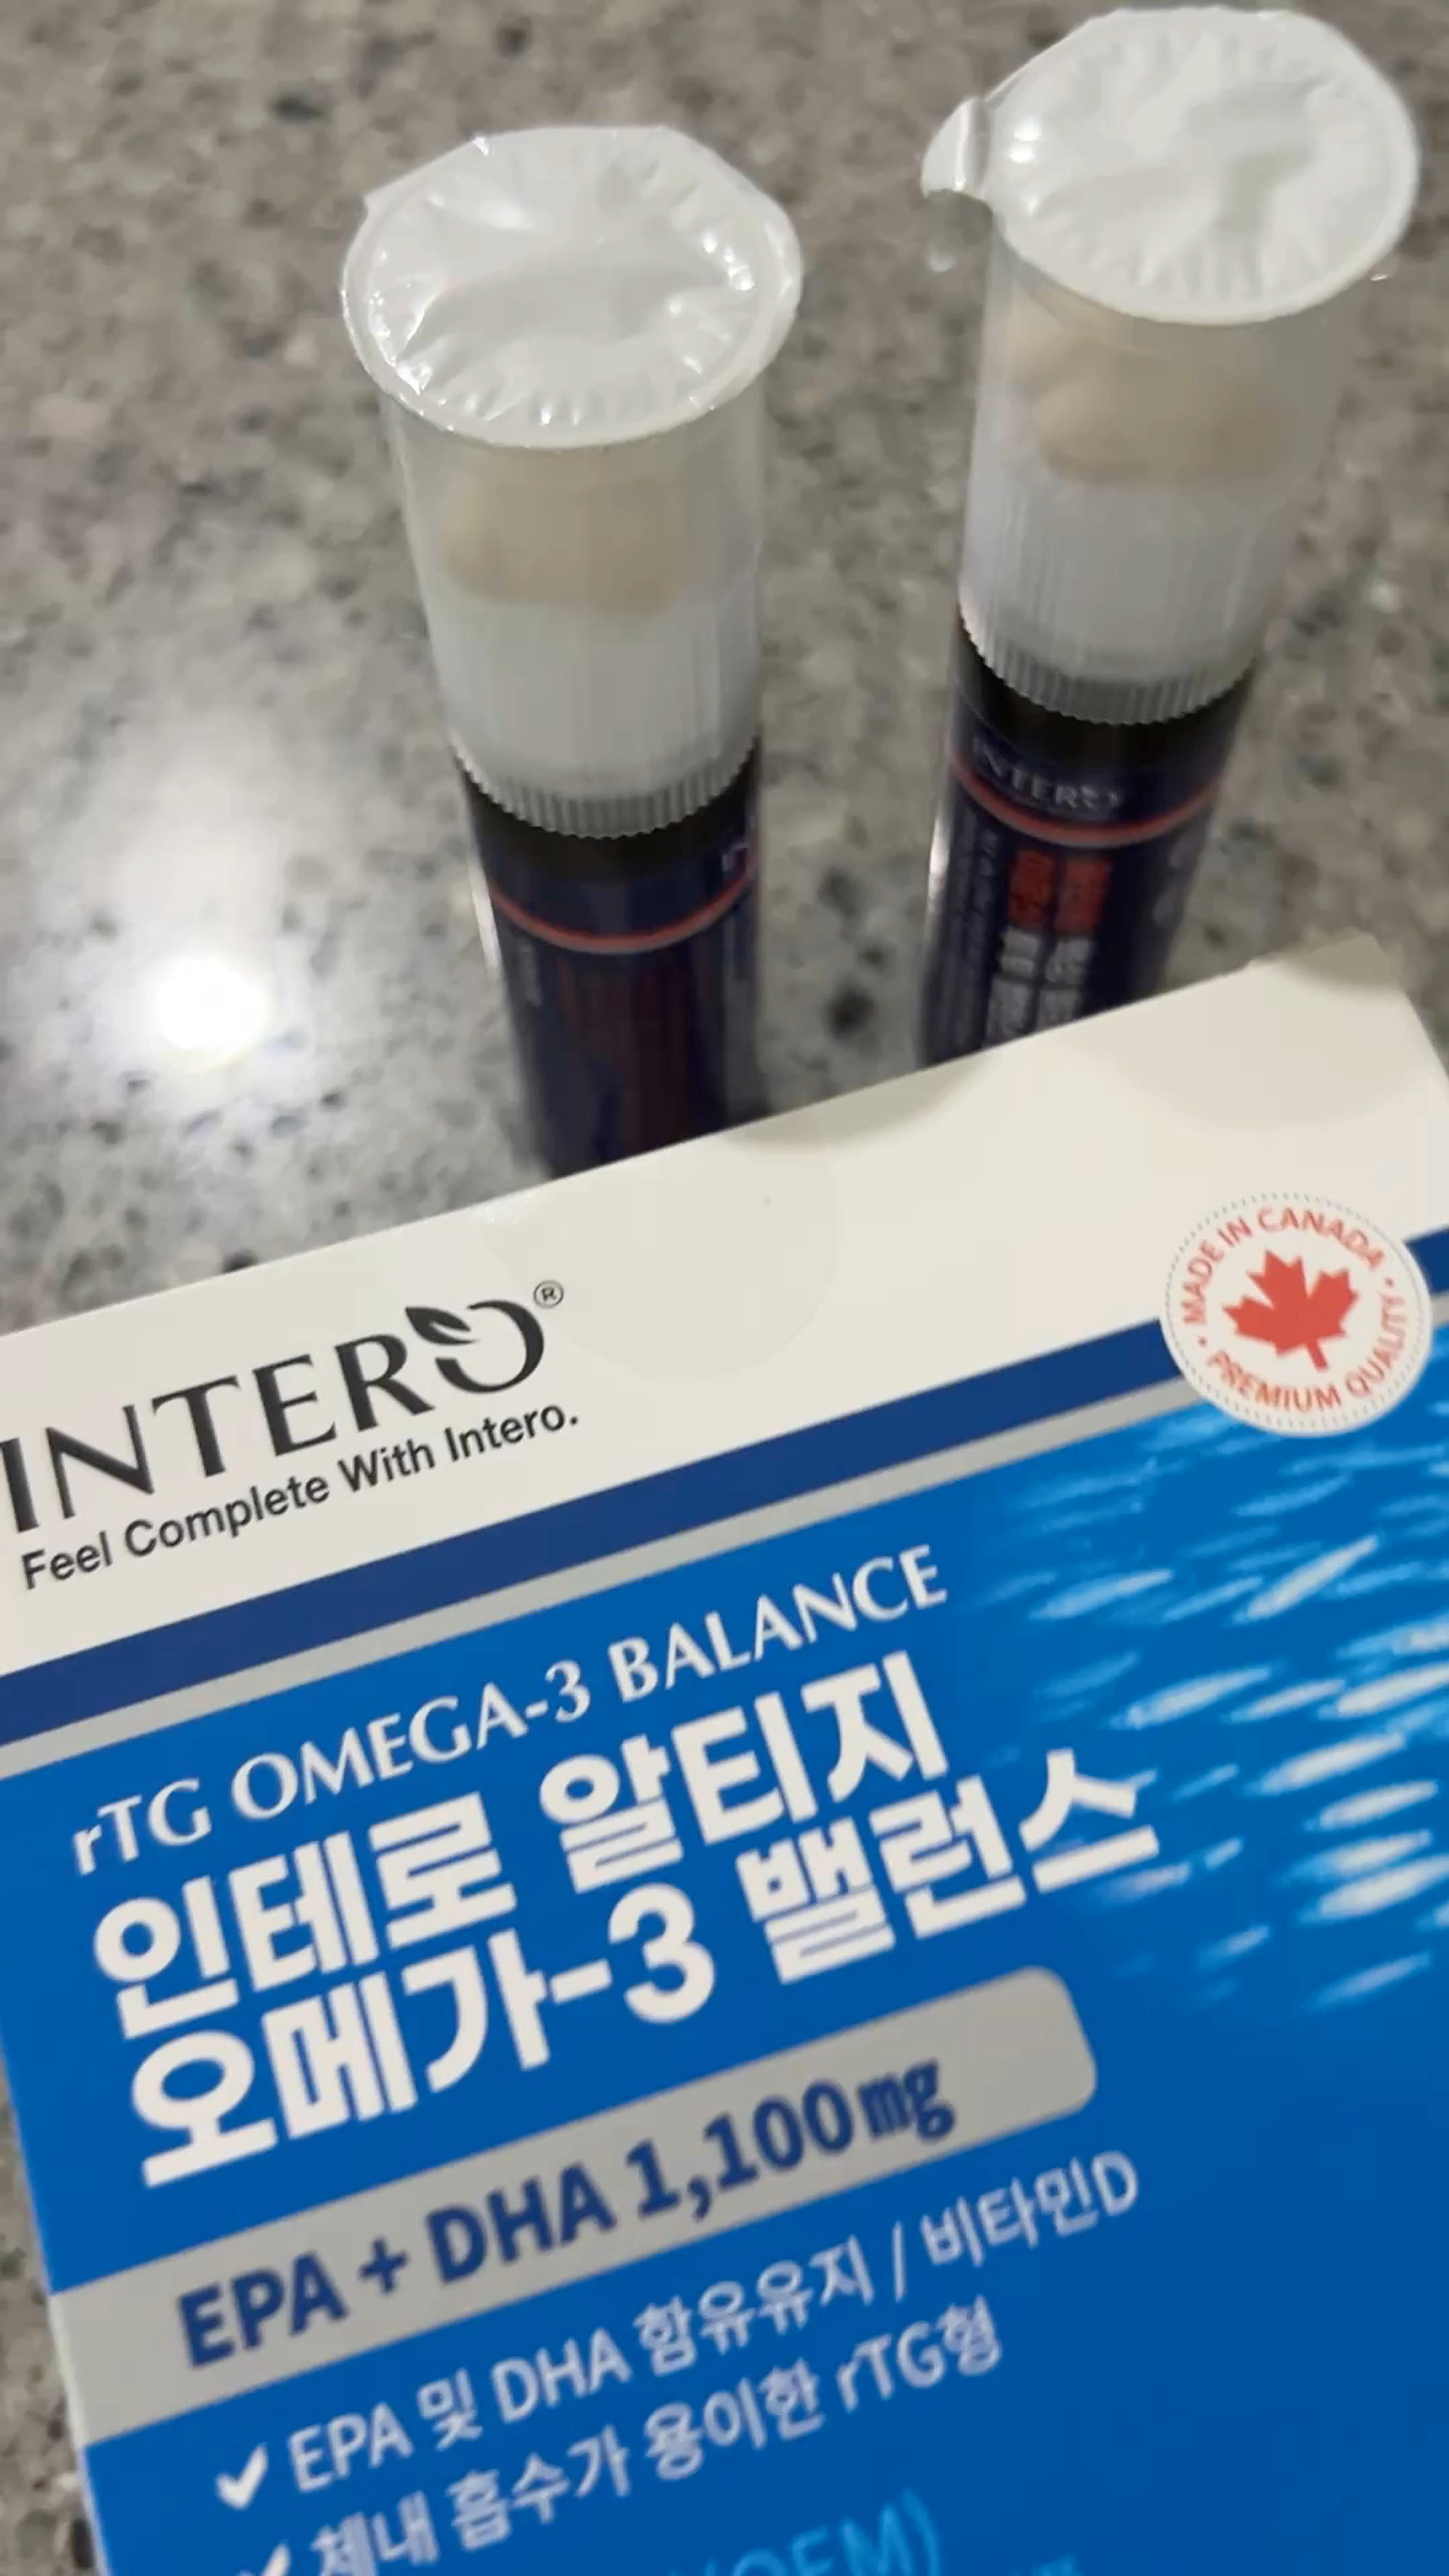 INTERO
INTERO®
Feel Complete With Intero.
MADE IN CANADA
PREMIUM QUALITY
rTG OMEGA-3 BALANCE
인테로 알티지
오메가-3 밸런스
EPA + DHA 1,100㎎
✓ EPA 및 DHA 함유유지 / 비타민D
✓ 체내 흡수가 용이한 rTG형